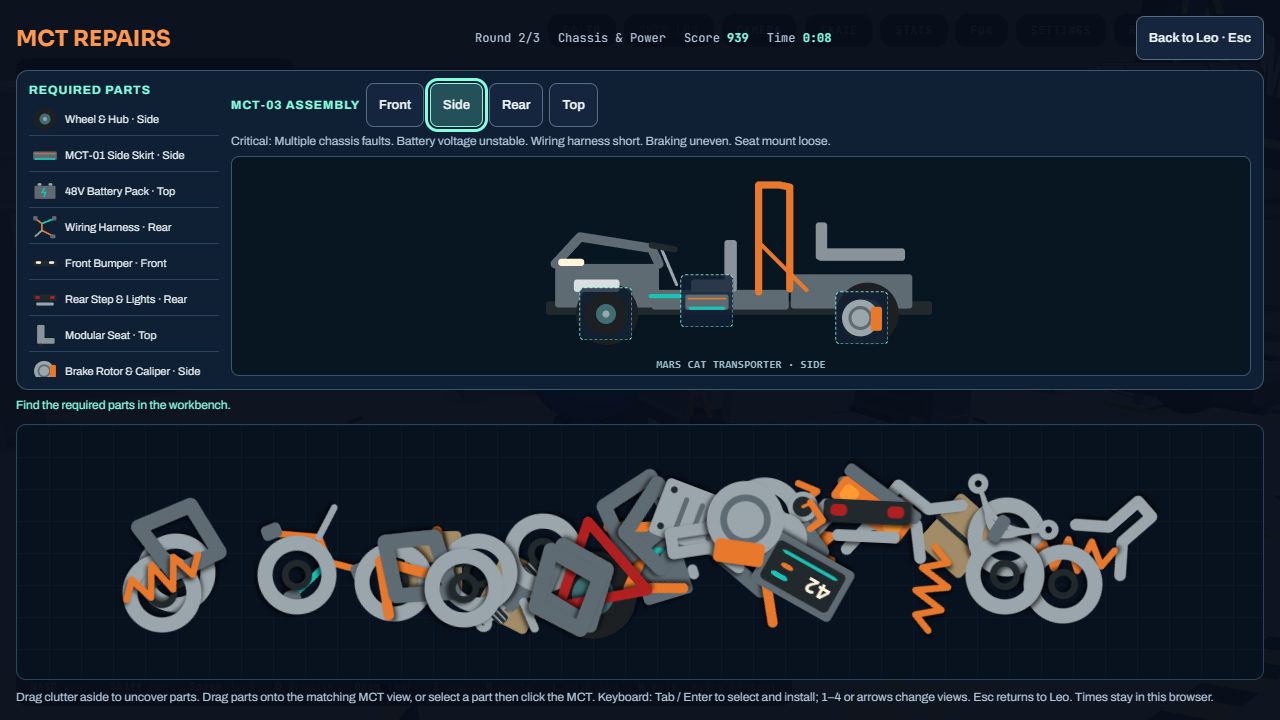 MCT REPAIRS
Round 2/3 Chassis & Power Score 939 Time 0:08
Back to Leo · Esc
REQUIRED PARTS
Wheel & Hub · Side
MCT-01 Side Skirt · Side
48V Battery Pack · Top
Wiring Harness · Rear
Front Bumper · Front
Rear Step & Lights · Rear
Modular Seat · Top
Brake Rotor & Caliper · Side
MCT-03 ASSEMBLY Front Side Rear Top
Critical: Multiple chassis faults. Battery voltage unstable. Wiring harness short. Braking uneven. Seat mount loose.
MARS CAT TRANSPORTER · SIDE
Find the required parts in the workbench.
42
Drag clutter aside to uncover parts. Drag parts onto the matching MCT view, or select a part then click the MCT. Keyboard: Tab / Enter to select and install; 1–4 or arrows change views. Esc returns to Leo. Times stay in this browser.